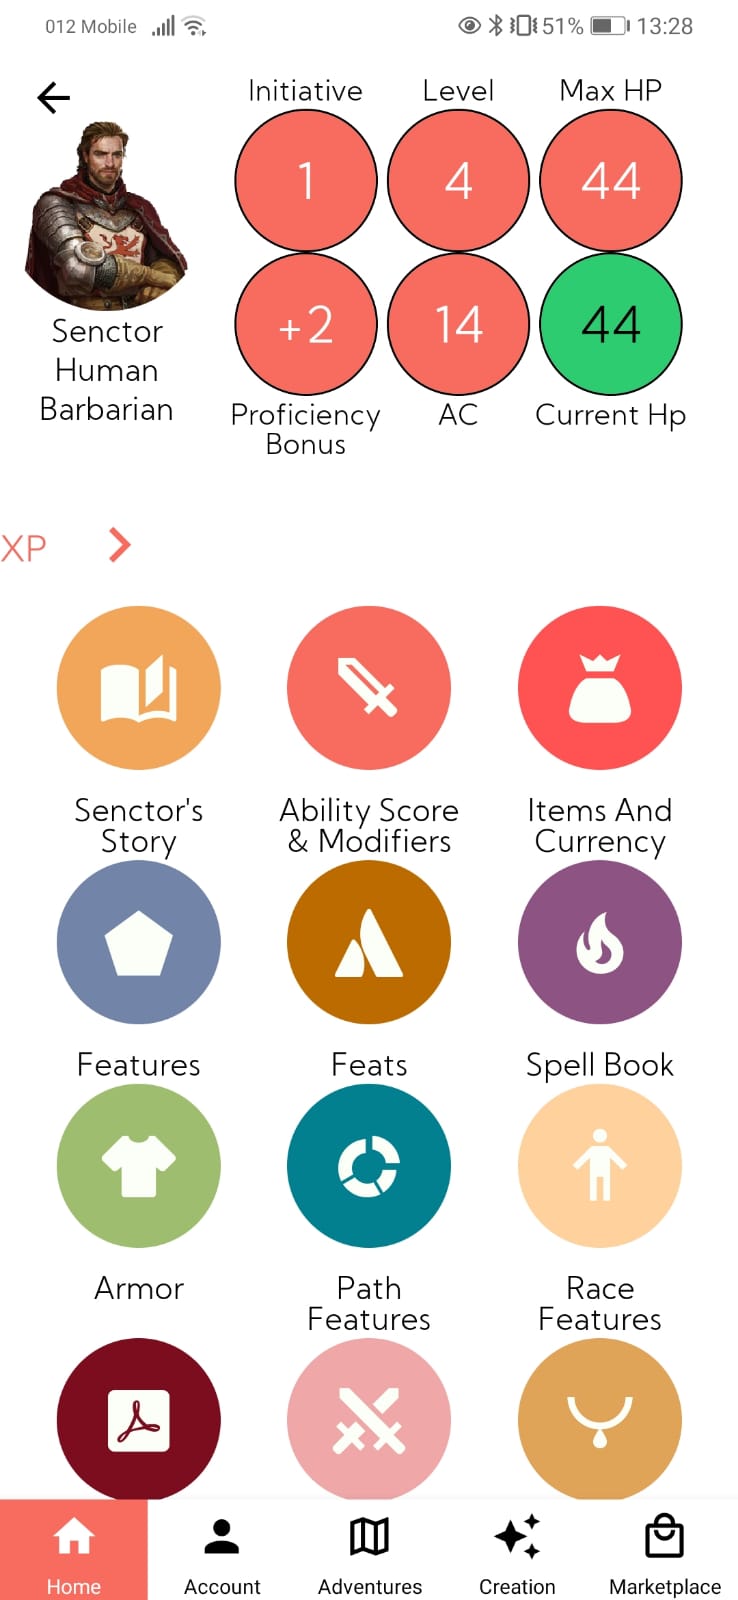 012 Mobile 51% 13:28
Initiative Level Max HP
1 4 44
+2 14 44
Senctor
Human
Barbarian
Proficiency
Bonus
AC
Current Hp
XP
Senctor's
Story
Ability Score
& Modifiers
Items And
Currency
Features
Feats
Spell Book
Armor
Path
Features
Race
Features
Home Account Adventures Creation Marketplace